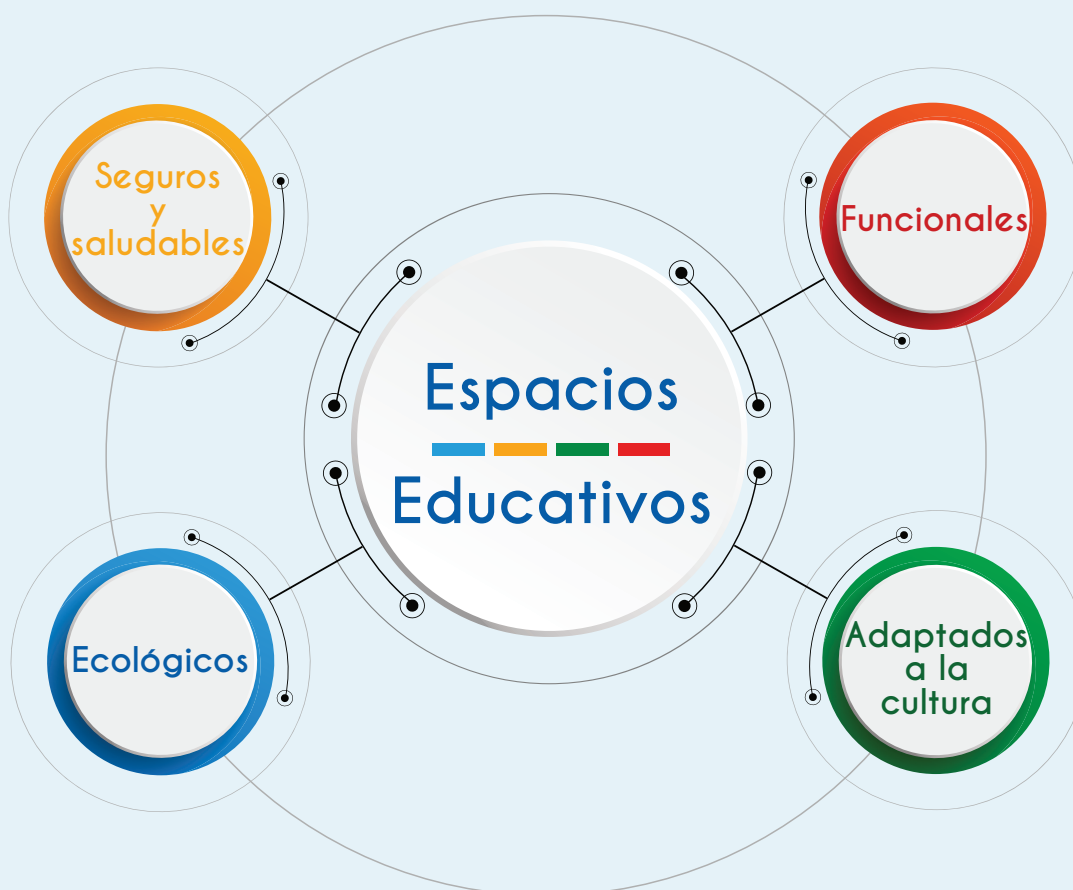 Seguros
y
saludables
Funcionales
Espacios
Educativos
Ecológicos
Adaptados
a la
cultura